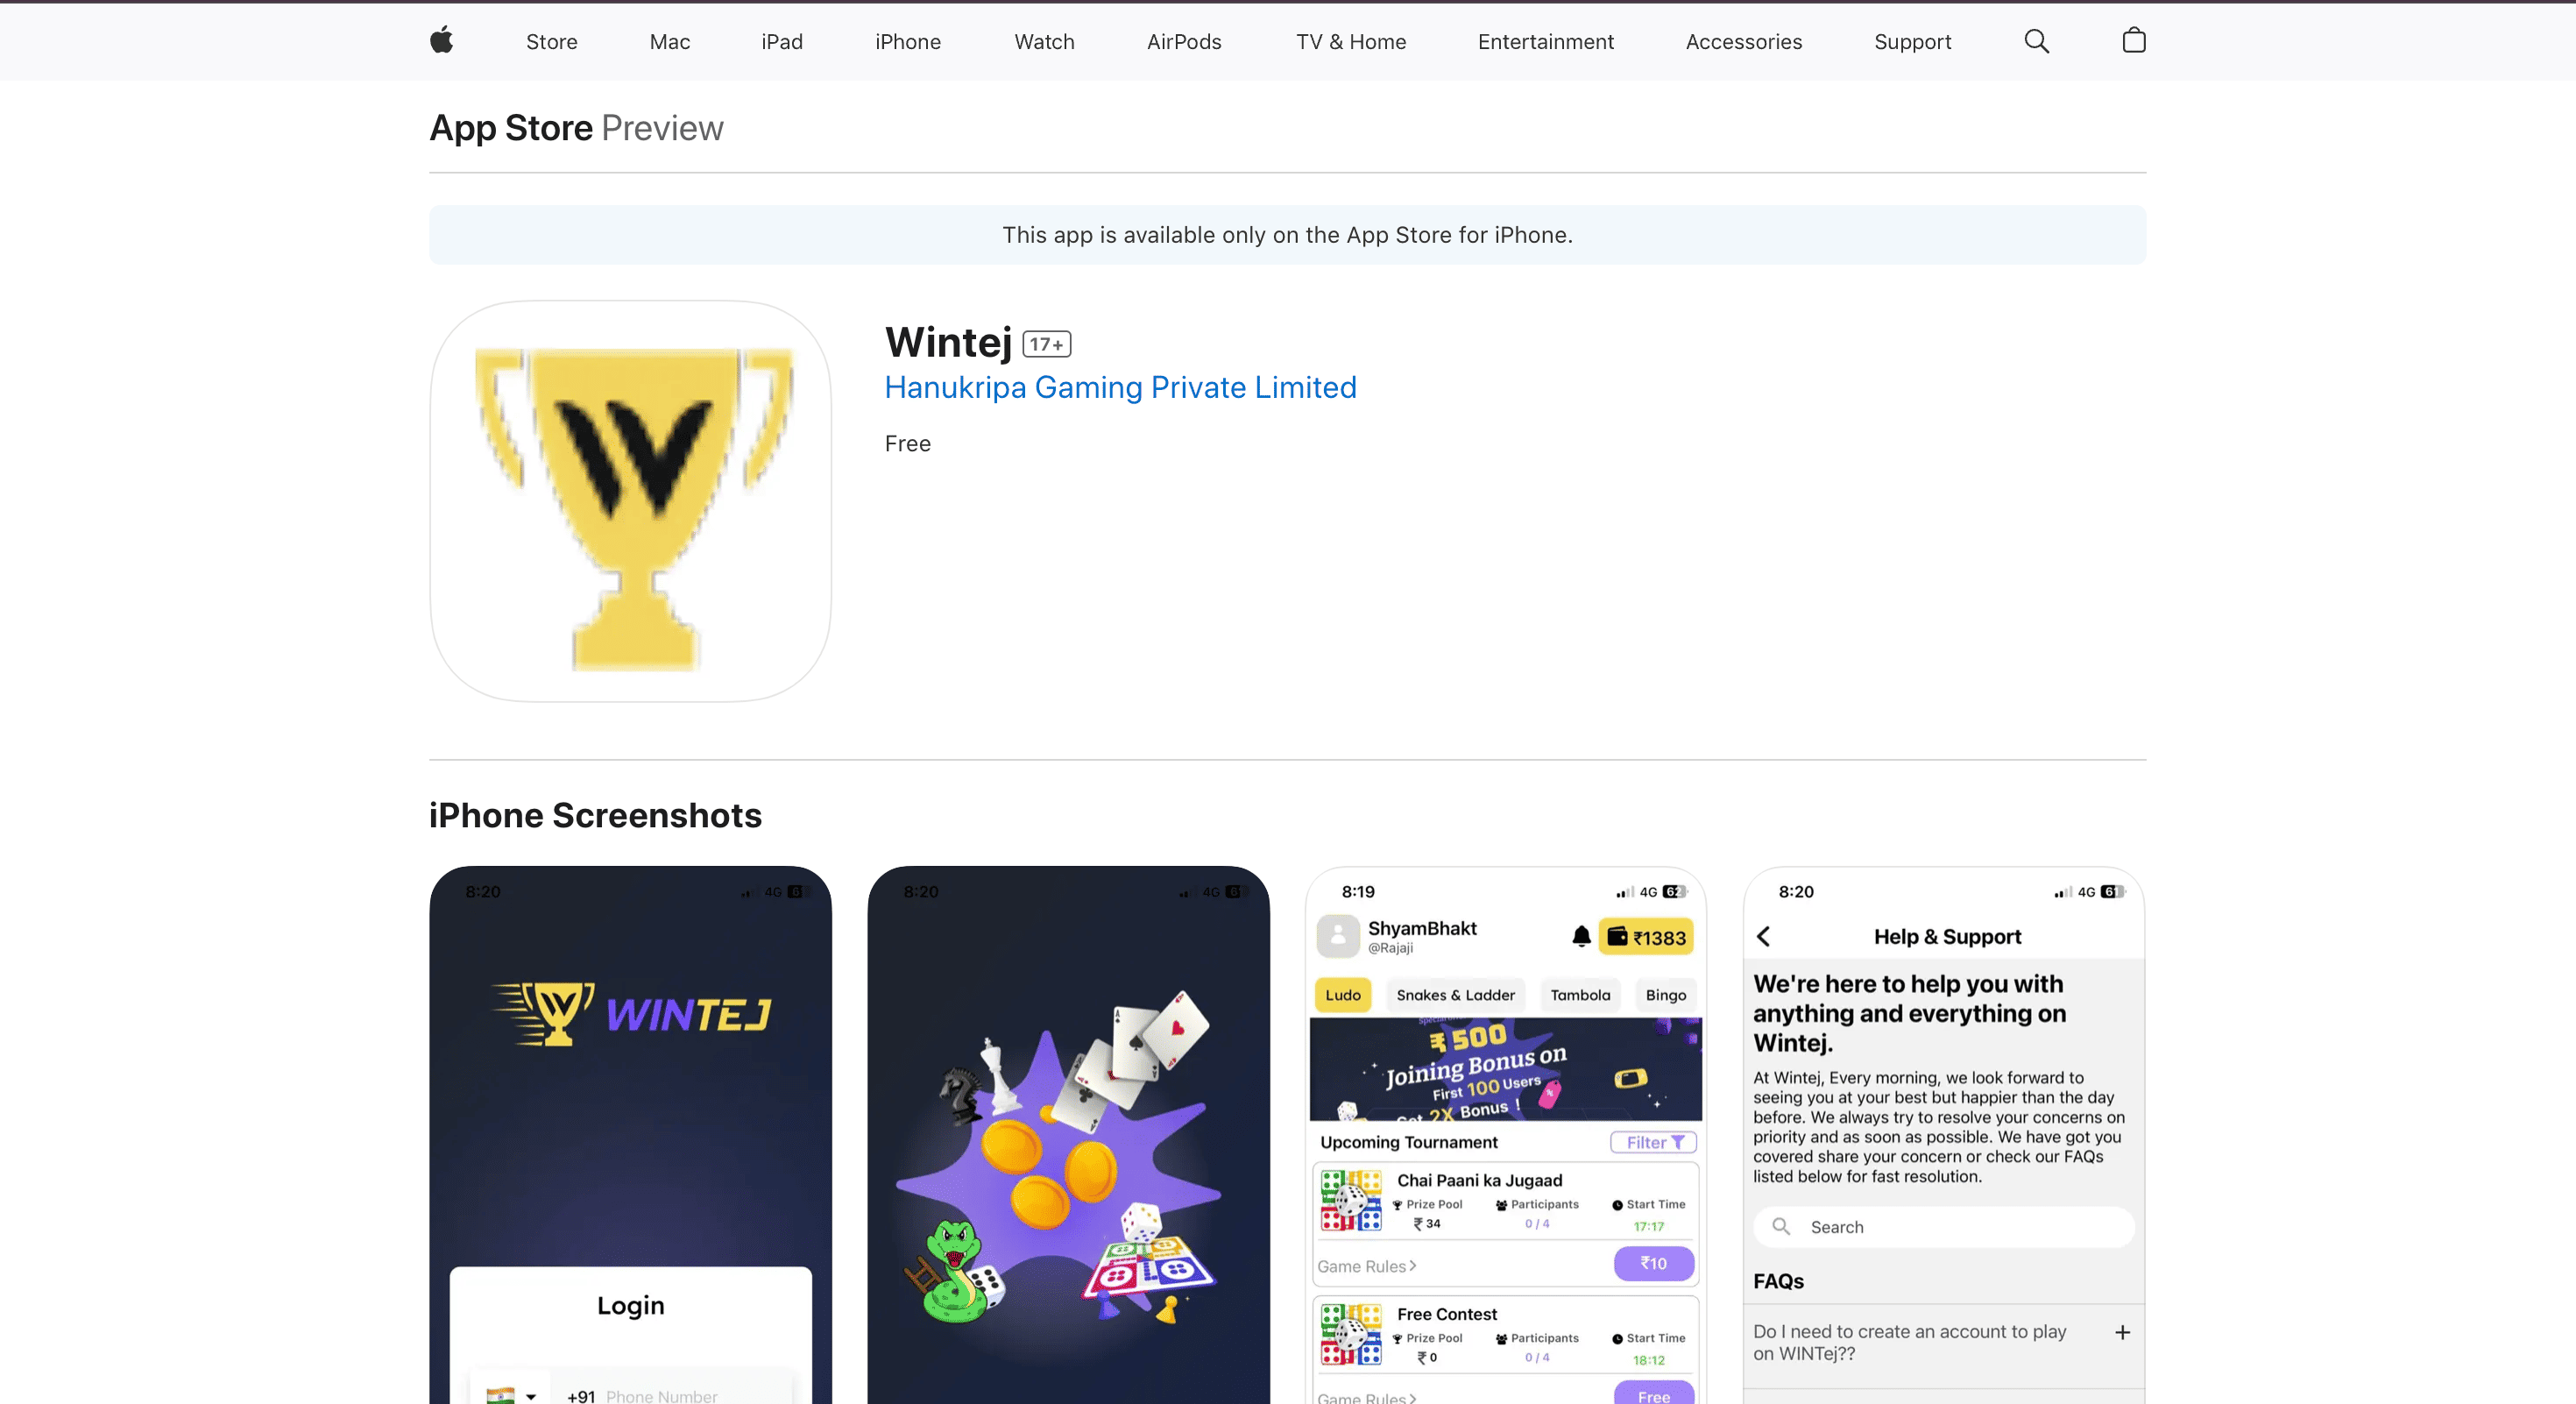 Store Mac iPad iPhone Watch AirPods TV & Home Entertainment Accessories Support
App Store Preview
This app is available only on the App Store for iPhone.
W
Wintej 17+
Hanukripa Gaming Private Limited
Free
iPhone Screenshots
8:20 4G
W WINTEJ
Login
+91 Phone Number
8:20 4G
8:19 4G 62
ShyamBhakt
@Rajaji
₹1383
Ludo Snakes & Ladder Tambola Bingo
₹ 500
Joining Bonus on
First 100 Users
Get 2X Bonus !
Upcoming Tournament Filter
Chai Paani ka Jugaad
Prize Pool Participants Start Time
₹ 34 0 / 4 17:17
Game Rules> ₹10
Free Contest
Prize Pool Participants Start Time
₹ 0 0 / 4 18:12
Game Rules> Free
8:20 4G 61
Help & Support
We're here to help you with
anything and everything on
Wintej.
At Wintej, Every morning, we look forward to
seeing you at your best but happier than the day
before. We always try to resolve your concerns on
priority and as soon as possible. We have got you
covered share your concern or check our FAQs
listed below for fast resolution.
Search
FAQs
Do I need to create an account to play +
on WINTej??